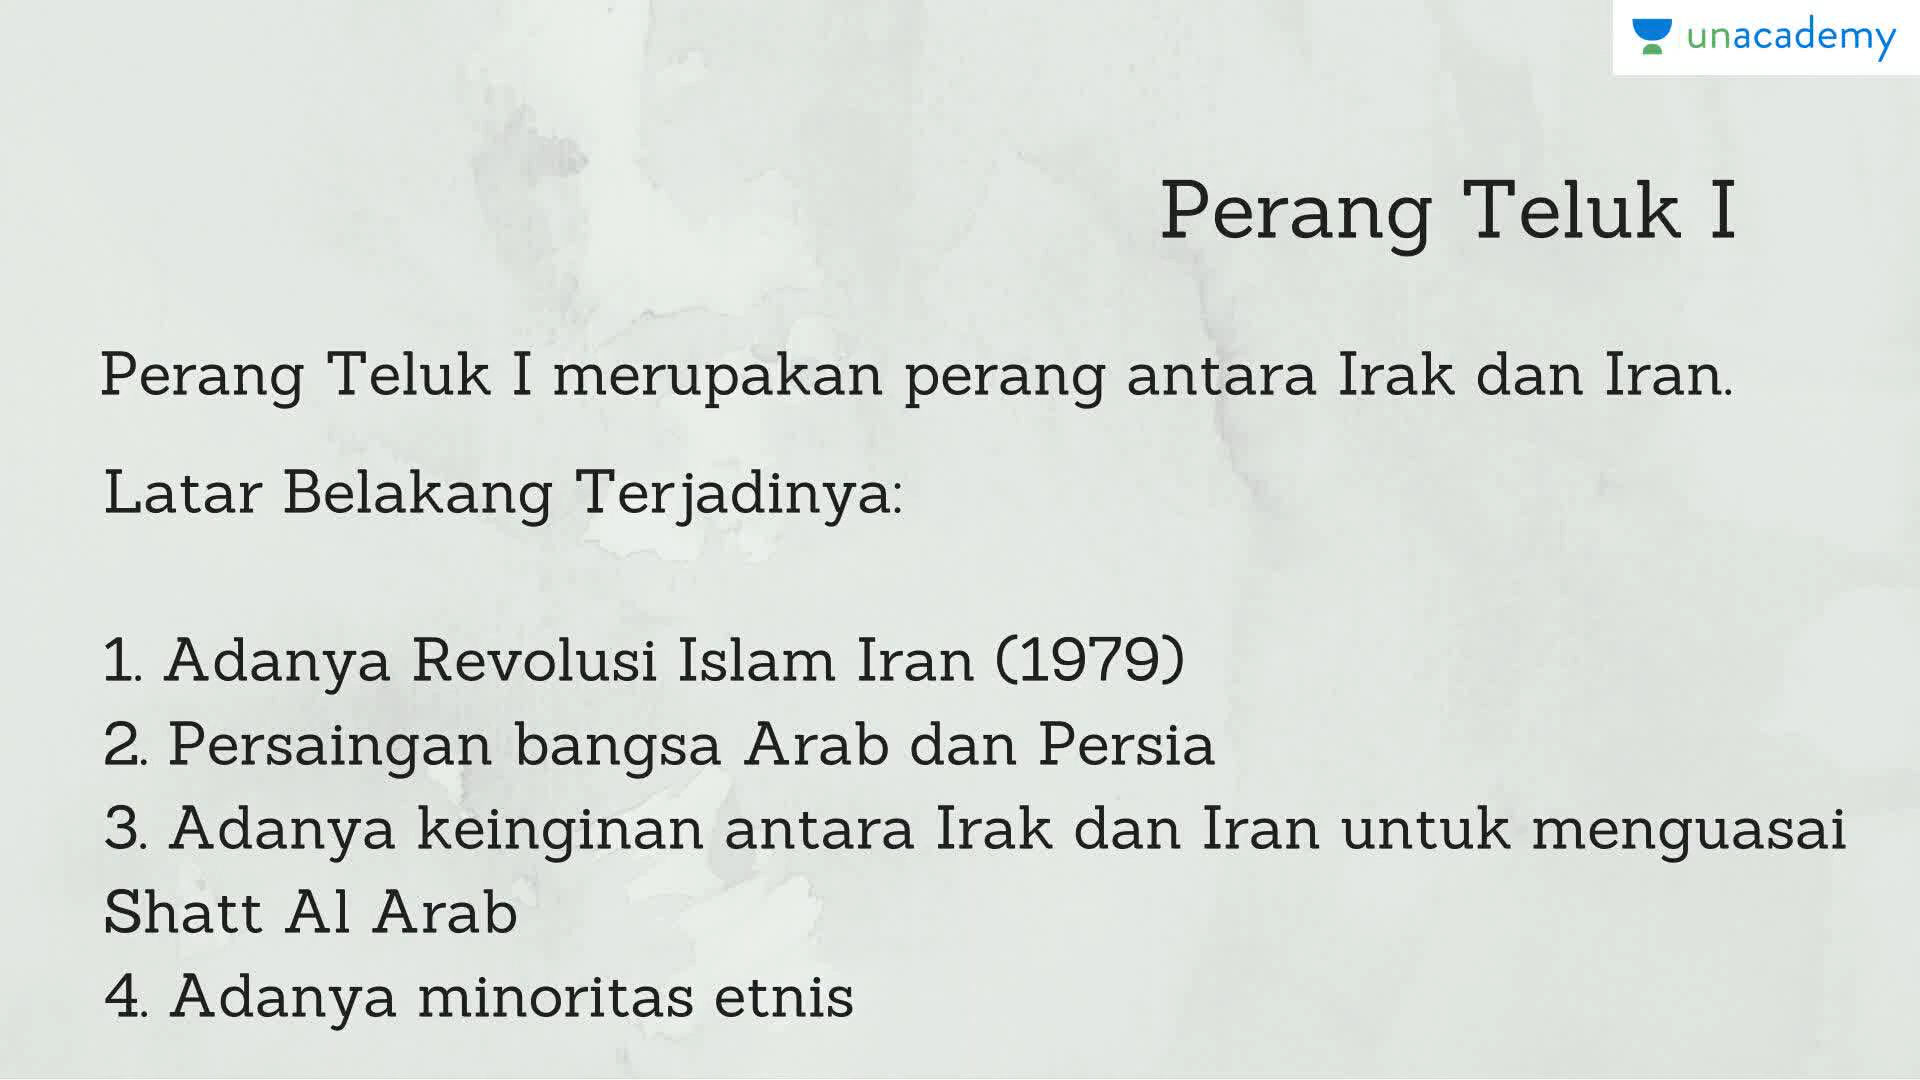 unacademy
Perang Teluk I
Perang Teluk I merupakan perang antara Irak dan Iran.
Latar Belakang Terjadinya:
1. Adanya Revolusi Islam Iran (1979)
2. Persaingan bangsa Arab dan Persia
3. Adanya keinginan antara Irak dan Iran untuk menguasai
Shatt Al Arab
4. Adanya minoritas etnis